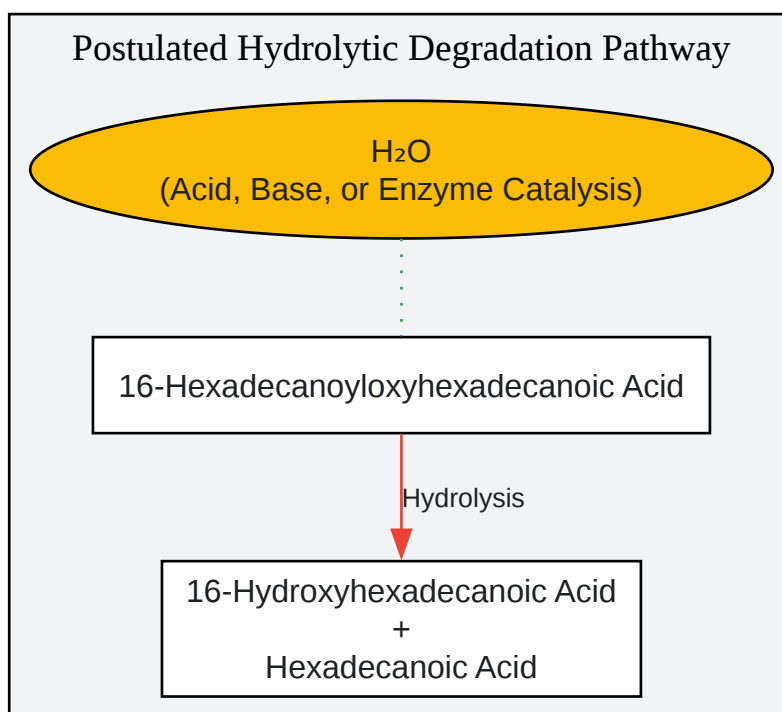 Postulated Hydrolytic Degradation Pathway
H₂O
(Acid, Base, or Enzyme Catalysis)
16-Hexadecanoyloxyhexadecanoic Acid
Hydrolysis
16-Hydroxyhexadecanoic Acid
+
Hexadecanoic Acid